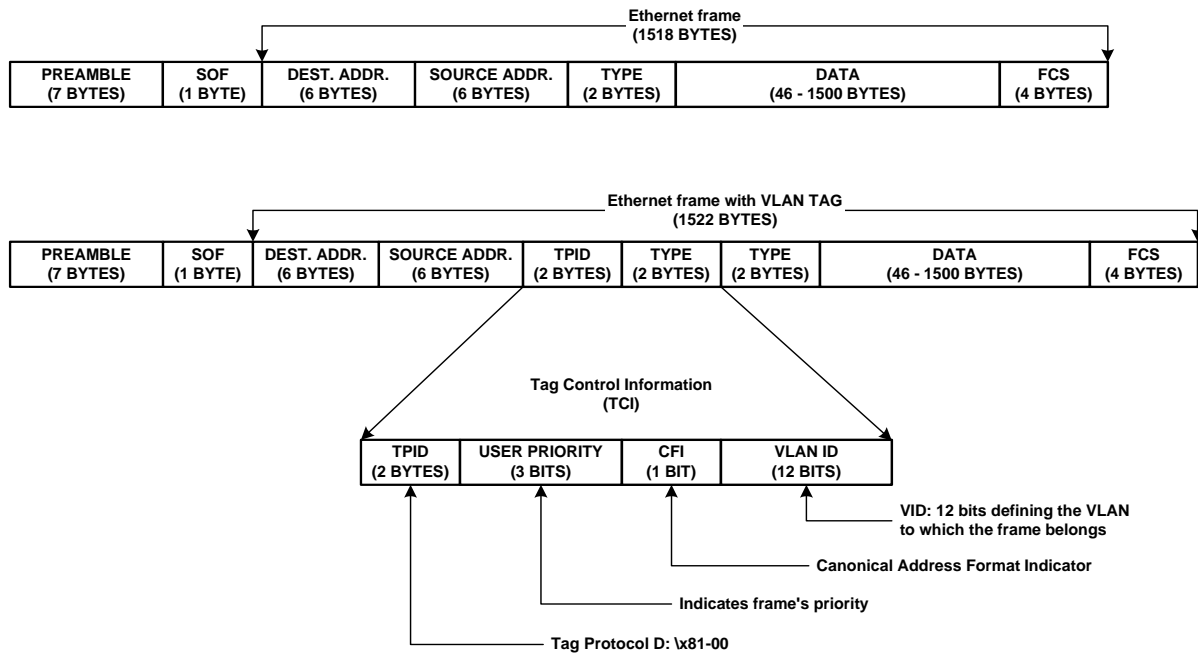 Ethernet frame
(1518 BYTES)
PREAMBLE
(7 BYTES)
SOF
(1 BYTE)
DEST. ADDR.
(6 BYTES)
SOURCE ADDR.
(6 BYTES)
TYPE
(2 BYTES)
DATA
(46 - 1500 BYTES)
FCS
(4 BYTES)
Ethernet frame with VLAN TAG
(1522 BYTES)
PREAMBLE
(7 BYTES)
SOF
(1 BYTE)
DEST. ADDR.
(6 BYTES)
SOURCE ADDR.
(6 BYTES)
TPID
(2 BYTES)
TYPE
(2 BYTES)
TYPE
(2 BYTES)
DATA
(46 - 1500 BYTES)
FCS
(4 BYTES)
Tag Control Information
(TCI)
TPID
(2 BYTES)
USER PRIORITY
(3 BITS)
CFI
(1 BIT)
VLAN ID
(12 BITS)
VID: 12 bits defining the VLAN
to which the frame belongs
Canonical Address Format Indicator
Indicates frame's priority
Tag Protocol D: \x81-00